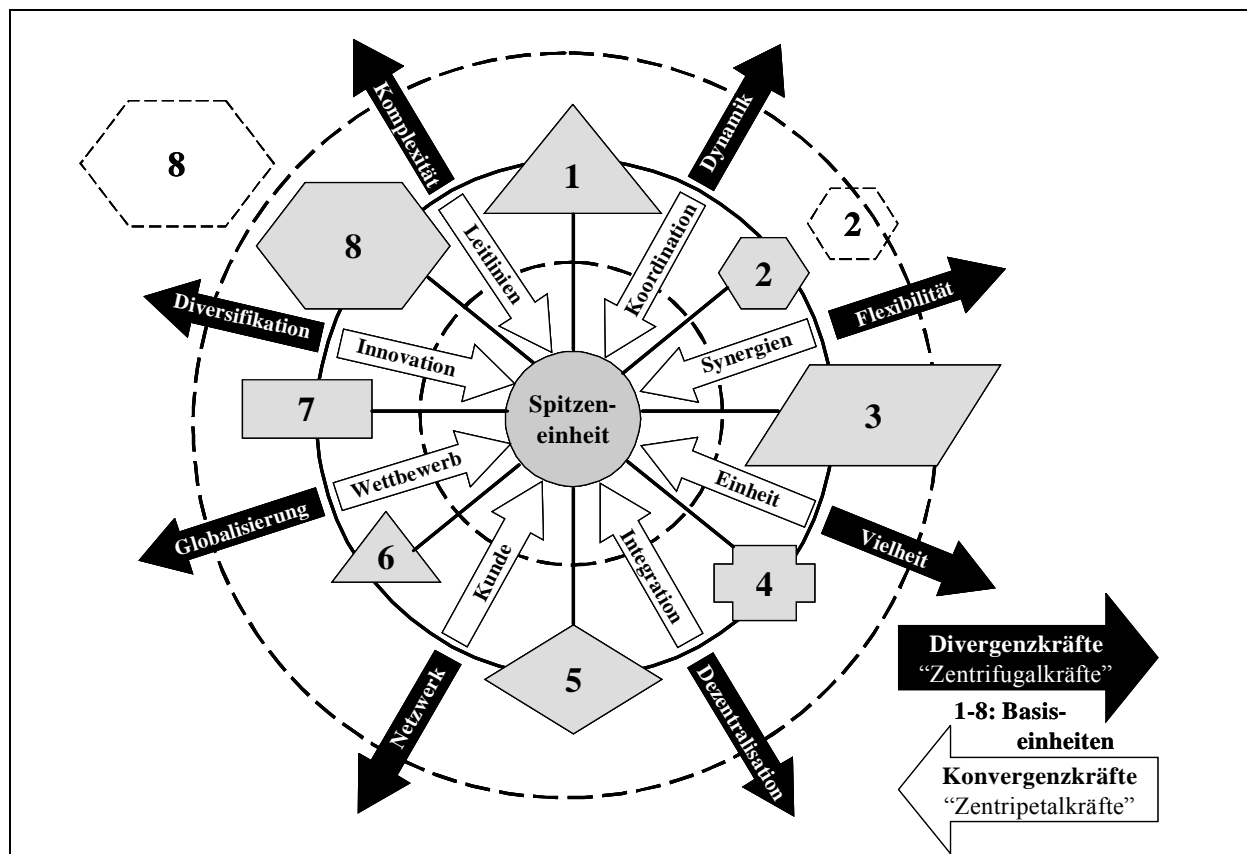 Komplexität
Dynamik
8
1
2
8
Leitlinien
Koordination
2
Diversifikation
Flexibilität
Innovation
Synergien
7
Spitzen-
einheit
3
Wettbewerb
Einheit
Globalisierung
Vielheit
6
Kunde
Integration
4
5
Netzwerk
Dezentralisation
Divergenzkräfte
“Zentrifugalkräfte”
1-8: Basis-
einheiten
Konvergenzkräfte
“Zentripetalkräfte”